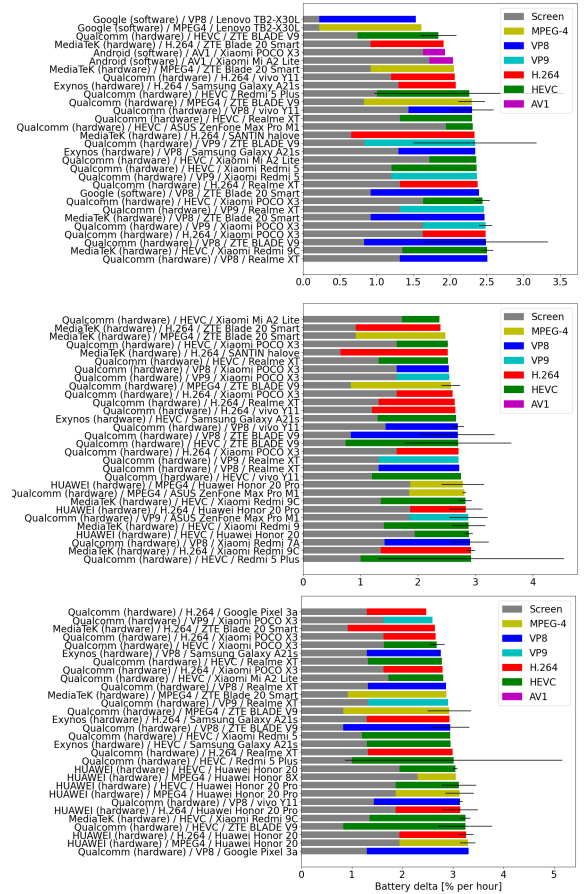 Google (software) / VP8 / Lenovo TB2-X30L
Google (software) / MPEG4 / Lenovo TB2-X30L
Qualcomm (hardware) / HEVC / ZTE BLADE V9
MediaTeK (hardware) / H.264 / ZTE Blade 20 Smart
Android (software) / AV1 / Xiaomi POCO X3
Android (software) / AV1 / Xiaomi Mi A2 Lite
MediaTeK (hardware) / MPEG4 / ZTE Blade 20 Smart
Qualcomm (hardware) / H.264 / vivo Y11
Exynos (hardware) / H.264 / Samsung Galaxy A21s
Qualcomm (hardware) / HEVC / Redmi 5 Plus
Qualcomm (hardware) / MPEG4 / ZTE BLADE V9
Qualcomm (hardware) / VP8 / vivo Y11
Qualcomm (hardware) / HEVC / Realme XT
Qualcomm (hardware) / HEVC / ASUS ZenFone Max Pro M1
MediaTeK (hardware) / H.264 / SANTIN halove
Qualcomm (hardware) / VP9 / ZTE BLADE V9
Exynos (hardware) / VP8 / Samsung Galaxy A21s
Qualcomm (hardware) / HEVC / Xiaomi Mi A2 Lite
Qualcomm (hardware) / HEVC / Xiaomi Redmi 5
Qualcomm (hardware) / VP9 / Xiaomi Redmi 5
Qualcomm (hardware) / H.264 / Realme XT
Google (software) / VP8 / ZTE Blade 20 Smart
Qualcomm (hardware) / HEVC / Xiaomi POCO X3
Qualcomm (hardware) / VP9 / Realme XT
MediaTeK (hardware) / VP8 / ZTE Blade 20 Smart
Qualcomm (hardware) / VP9 / Xiaomi POCO X3
Qualcomm (hardware) / H.264 / Xiaomi POCO X3
Qualcomm (hardware) / VP8 / ZTE BLADE V9
MediaTeK (hardware) / HEVC / Xiaomi Redmi 9C
Qualcomm (hardware) / VP8 / Realme XT
Screen
MPEG-4
VP8
VP9
H.264
HEVC
AV1
0.0 0.5 1.0 1.5 2.0 2.5 3.0 3.5
Qualcomm (hardware) / HEVC / Xiaomi Mi A2 Lite
MediaTeK (hardware) / H.264 / ZTE Blade 20 Smart
MediaTeK (hardware) / MPEG4 / ZTE Blade 20 Smart
Qualcomm (hardware) / HEVC / Xiaomi POCO X3
MediaTeK (hardware) / H.264 / SANTIN halove
Qualcomm (hardware) / HEVC / Realme XT
Qualcomm (hardware) / VP8 / Xiaomi POCO X3
Qualcomm (hardware) / VP9 / Xiaomi POCO X3
Qualcomm (hardware) / MPEG4 / ZTE BLADE V9
Qualcomm (hardware) / H.264 / Xiaomi POCO X3
Qualcomm (hardware) / H.264 / Realme XT
Qualcomm (hardware) / H.264 / vivo Y11
Exynos (hardware) / HEVC / Samsung Galaxy A21s
Qualcomm (hardware) / VP8 / vivo Y11
Qualcomm (hardware) / VP8 / ZTE BLADE V9
Qualcomm (hardware) / HEVC / ZTE BLADE V9
Qualcomm (hardware) / H.264 / Xiaomi POCO X3
Qualcomm (hardware) / VP9 / Realme XT
Qualcomm (hardware) / VP8 / Realme XT
Qualcomm (hardware) / HEVC / vivo Y11
HUAWEI (hardware) / MPEG4 / Huawei Honor 20 Pro
Qualcomm (hardware) / MPEG4 / ASUS ZenFone Max Pro M1
MediaTeK (hardware) / HEVC / Xiaomi Redmi 9C
HUAWEI (hardware) / H.264 / Huawei Honor 20 Pro
Qualcomm (hardware) / VP9 / ASUS ZenFone Max Pro M1
MediaTeK (hardware) / HEVC / Xiaomi Redmi 9
HUAWEI (hardware) / HEVC / Huawei Honor 20
Qualcomm (hardware) / VP8 / Xiaomi Redmi 7A
MediaTeK (hardware) / H.264 / Xiaomi Redmi 9C
Qualcomm (hardware) / HEVC / Redmi 5 Plus
Screen
MPEG-4
VP8
VP9
H.264
HEVC
AV1
0 1 2 3 4
Qualcomm (hardware) / H.264 / Google Pixel 3a
Qualcomm (hardware) / VP9 / Xiaomi POCO X3
MediaTeK (hardware) / H.264 / ZTE Blade 20 Smart
Qualcomm (hardware) / H.264 / Xiaomi POCO X3
Qualcomm (hardware) / HEVC / Xiaomi POCO X3
Exynos (hardware) / VP8 / Samsung Galaxy A21s
Qualcomm (hardware) / HEVC / Realme XT
Qualcomm (hardware) / H.264 / Xiaomi POCO X3
Qualcomm (hardware) / HEVC / Xiaomi Mi A2 Lite
Qualcomm (hardware) / VP8 / Realme XT
MediaTeK (hardware) / MPEG4 / ZTE Blade 20 Smart
Qualcomm (hardware) / VP9 / Realme XT
Qualcomm (hardware) / MPEG4 / ZTE BLADE V9
Exynos (hardware) / H.264 / Samsung Galaxy A21s
Qualcomm (hardware) / VP8 / ZTE BLADE V9
Qualcomm (hardware) / HEVC / Xiaomi Redmi 5
Exynos (hardware) / HEVC / Samsung Galaxy A21s
Qualcomm (hardware) / H.264 / Realme XT
Qualcomm (hardware) / HEVC / Redmi 5 Plus
HUAWEI (hardware) / HEVC / Huawei Honor 20
HUAWEI (hardware) / MPEG4 / Huawei Honor 8X
HUAWEI (hardware) / HEVC / Huawei Honor 20 Pro
HUAWEI (hardware) / MPEG4 / Huawei Honor 20 Pro
Qualcomm (hardware) / VP8 / vivo Y11
HUAWEI (hardware) / H.264 / Huawei Honor 20 Pro
MediaTeK (hardware) / HEVC / Xiaomi Redmi 9C
Qualcomm (hardware) / HEVC / ZTE BLADE V9
HUAWEI (hardware) / H.264 / Huawei Honor 20
HUAWEI (hardware) / MPEG4 / Huawei Honor 20
Qualcomm (hardware) / VP8 / Google Pixel 3a
Screen
MPEG-4
VP8
VP9
H.264
HEVC
AV1
0 1 2 3 4 5
Battery delta [% per hour]